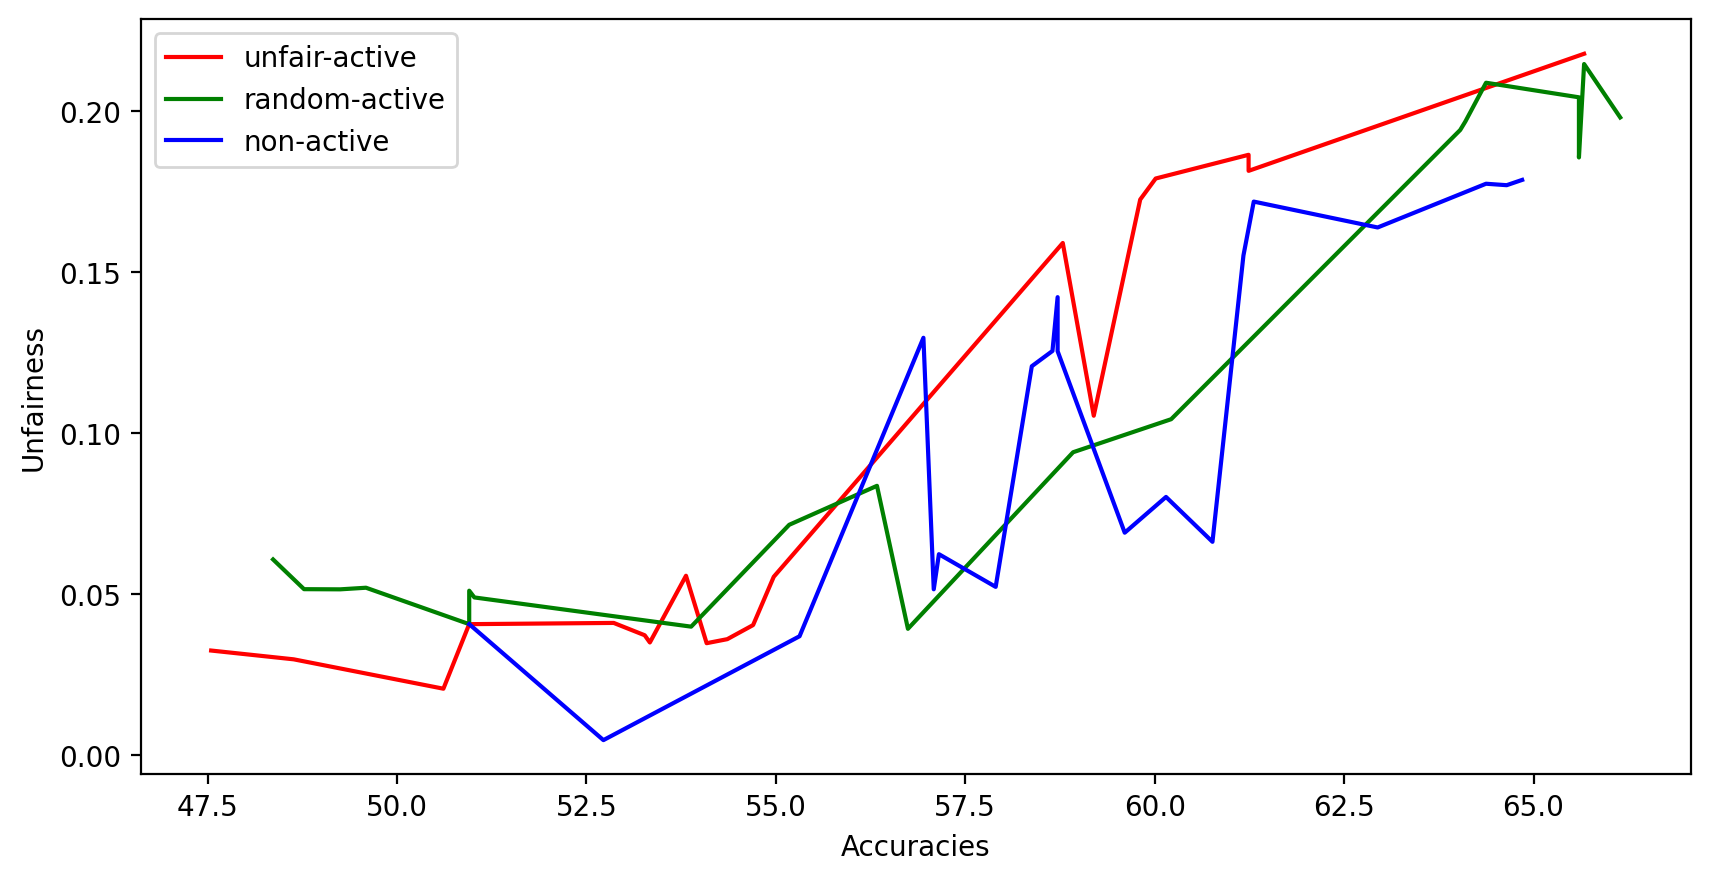 unfair-active
random-active
non-active
0.20
0.15
0.10
0.05
0.00
Unfairness
47.5 50.0 52.5 55.0 57.5 60.0 62.5 65.0
Accuracies